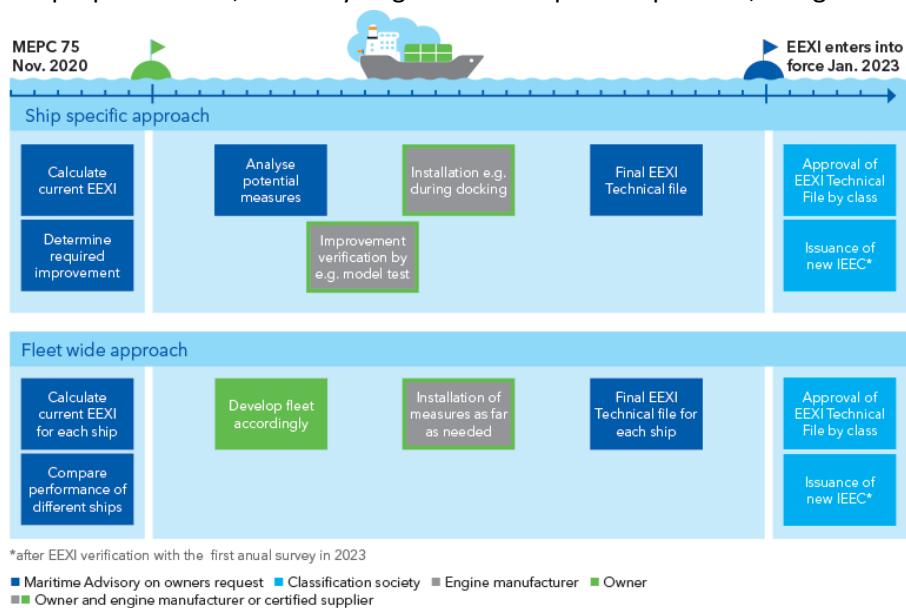 MEPC 75
Nov. 2020
EEXI enters into
force Jan. 2023
Ship specific approach
Calculate
current EEXI
Determine
required
improvement
Analyse
potential
measures
Improvement
verification by
e.g. model test
Installation e.g.
during docking
Final EEXI
Technical file
Approval of
EEXI Technical
File by class
Issuance of
new IEEC*
Fleet wide approach
Calculate
current EEXI
for each ship
Compare
performance of
different ships
Develop fleet
accordingly
Installation of
measures as far
as needed
Final EEXI
Technical file for
each ship
Approval of
EEXI Technical
File by class
Issuance of
new IEEC*
*after EEXI verification with the first anual survey in 2023
Maritime Advisory on owners request Classification society Engine manufacturer Owner
Owner and engine manufacturer or certified supplier